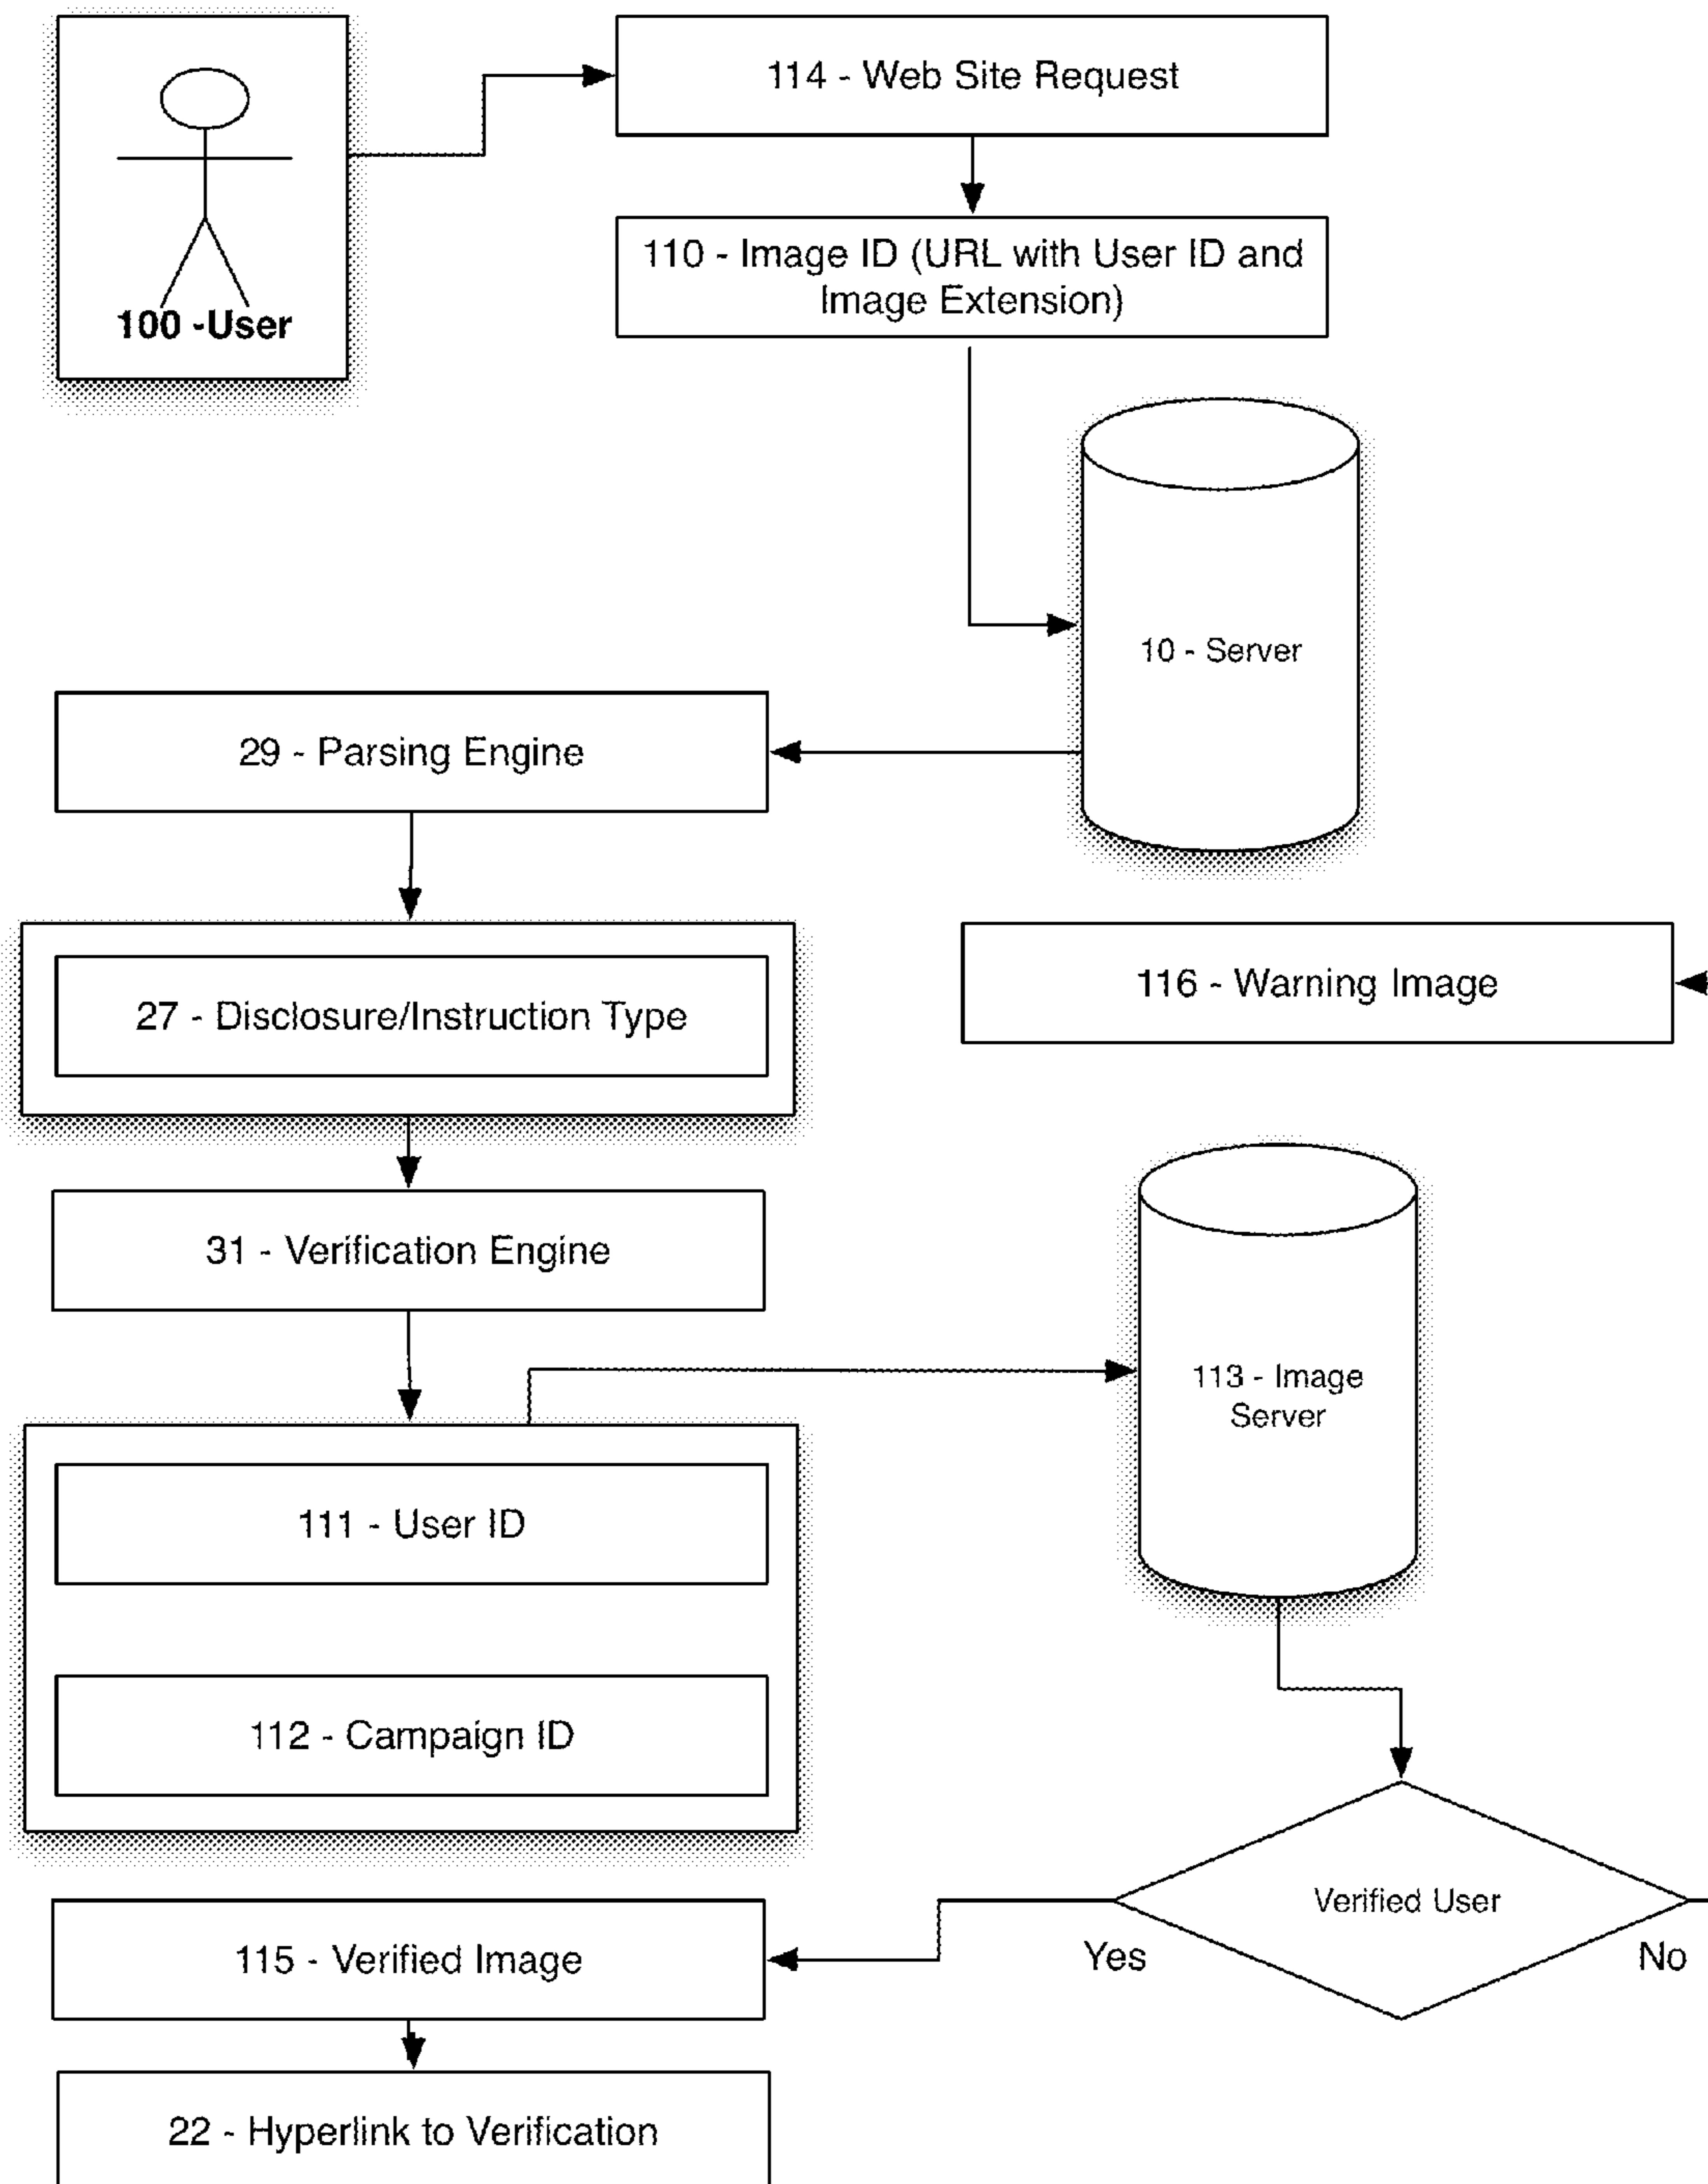 114 - Web Site Request
100 -User
110 - Image ID (URL with User ID and
Image Extension)
10 - Server
29 - Parsing Engine
27 - Disclosure/Instruction Type
116 - Warning Image
31 - Verification Engine
113 - Image
Server
111 - User ID
112 - Campaign ID
Verified User
Yes
No
115 - Verified Image
22 - Hyperlink to Verification